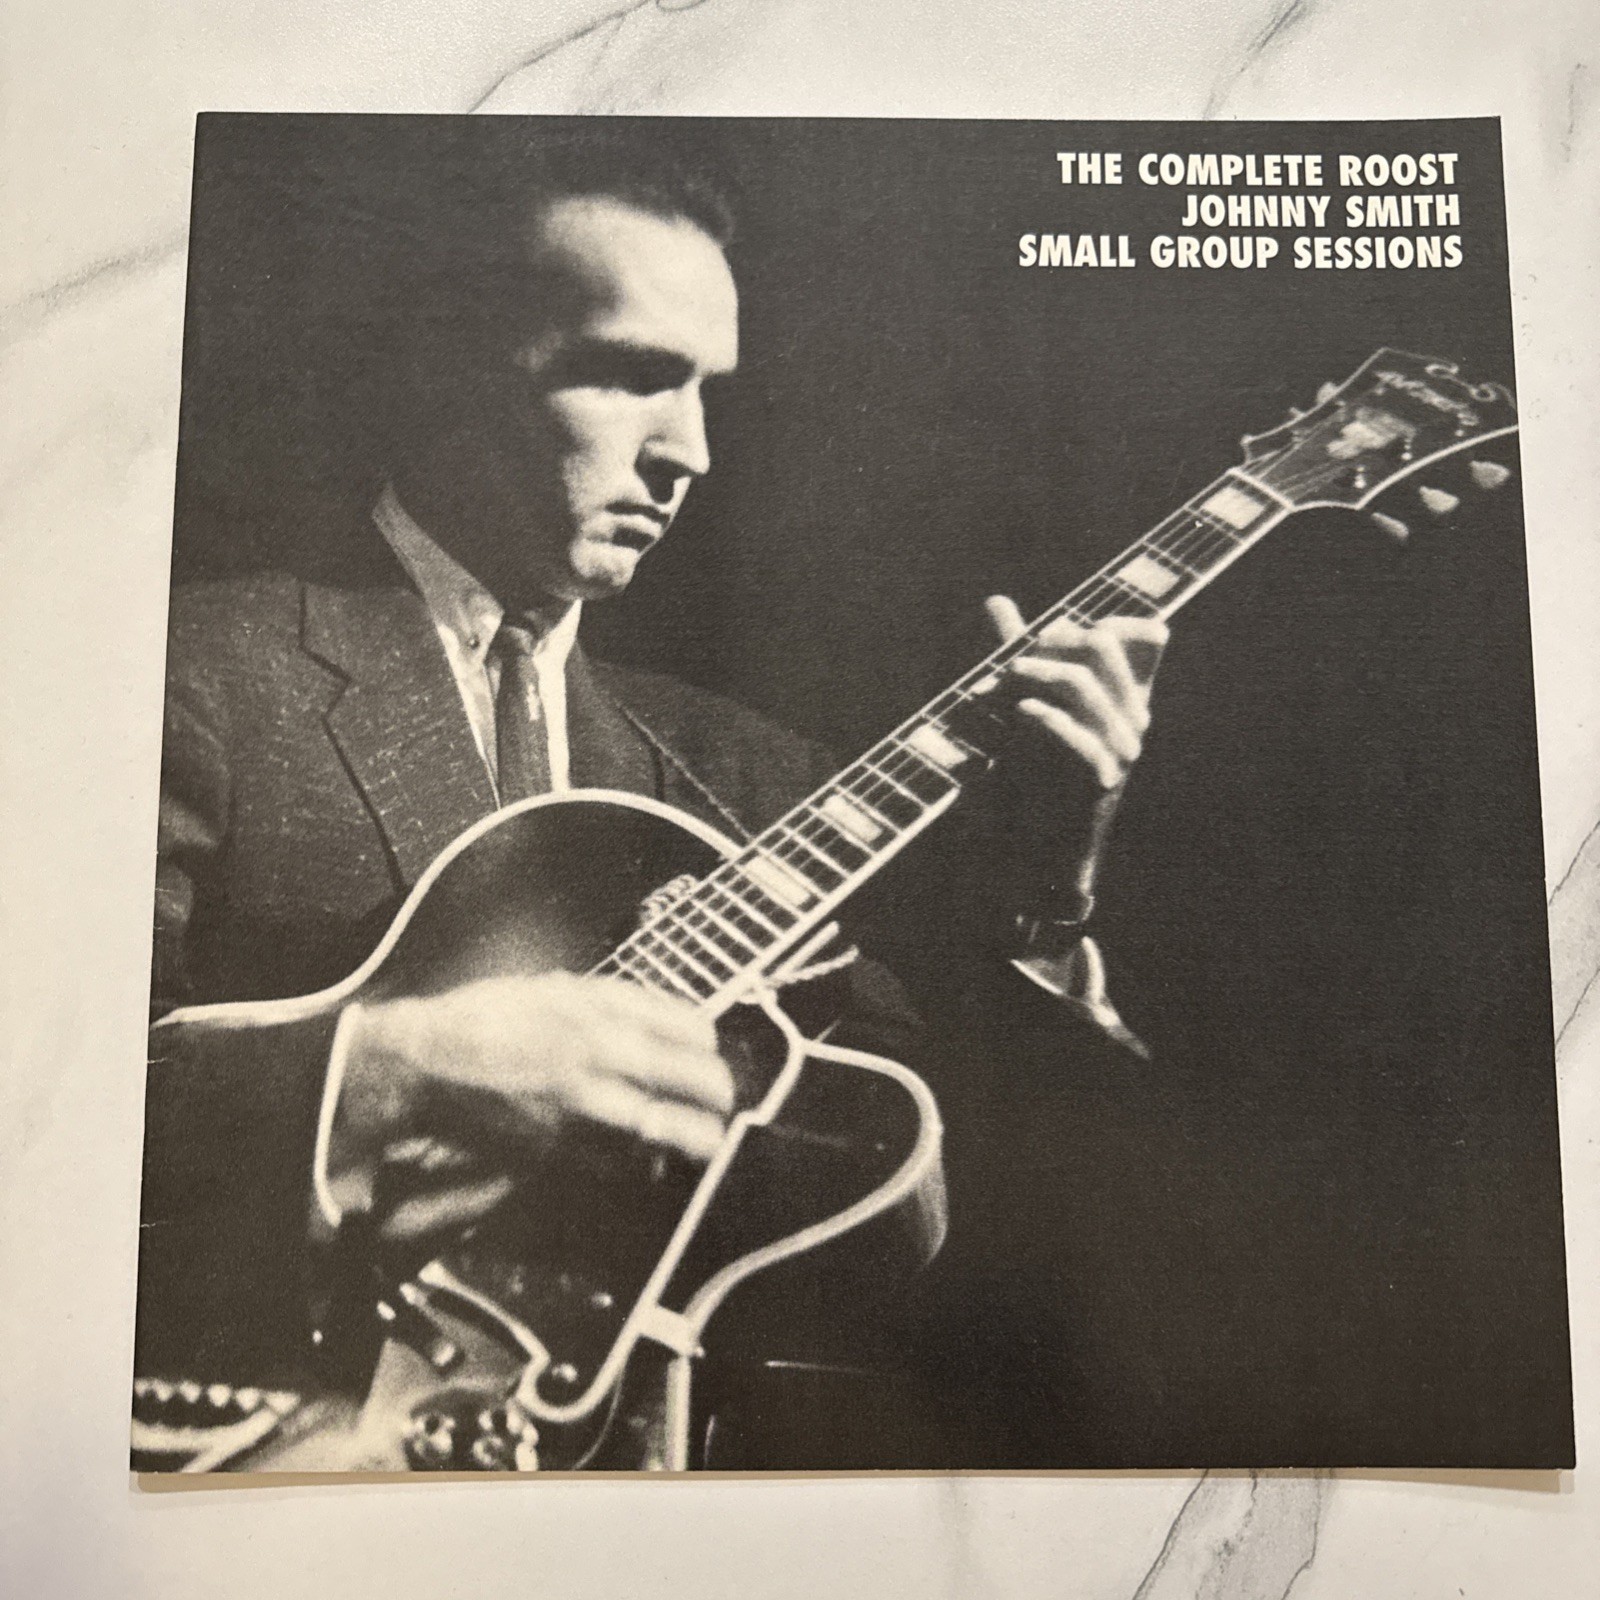 THE COMPLETE ROOST
JOHNNY SMITH
SMALL GROUP SESSIONS